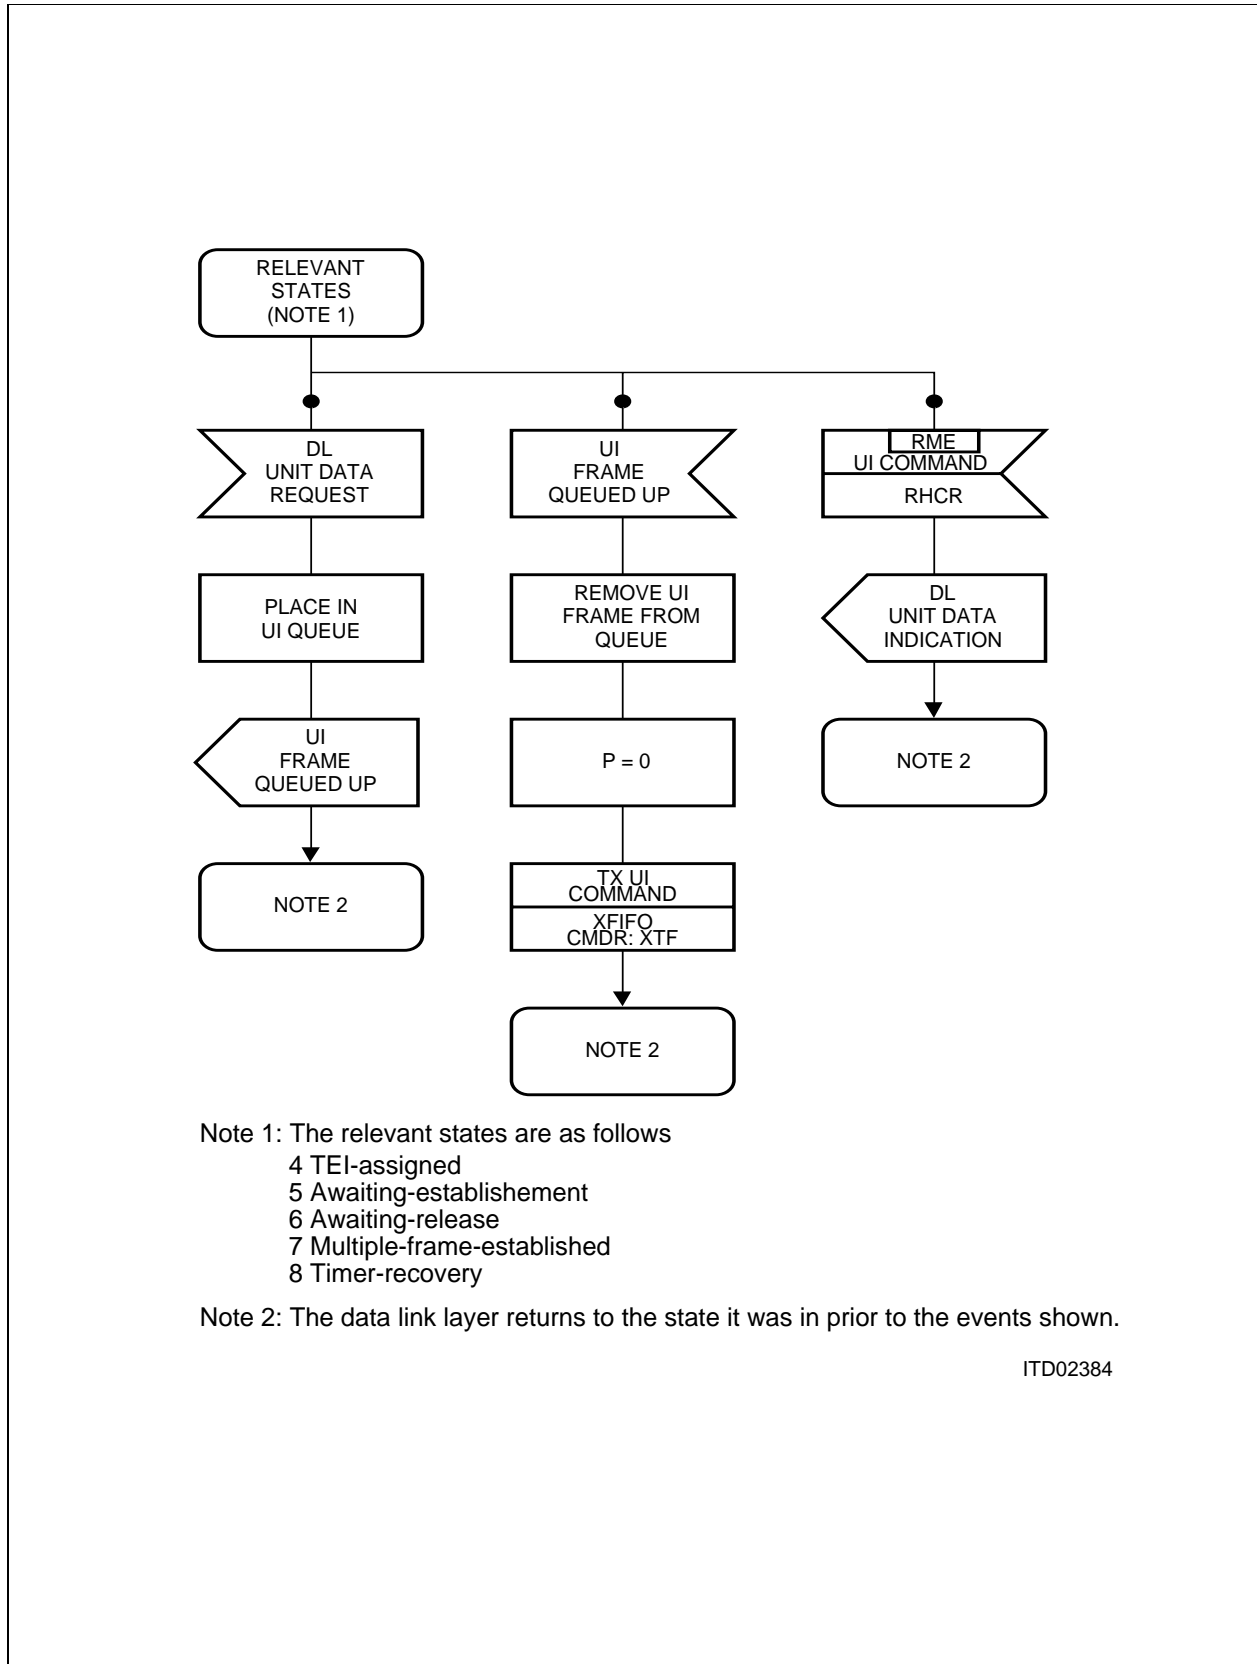 RELEVANT
STATES
(NOTE 1)
DL
UNIT DATA
REQUEST
PLACE IN
UI QUEUE
UI
FRAME
QUEUED UP
NOTE 2
UI
FRAME
QUEUED UP
REMOVE UI
FRAME FROM
QUEUE
P = 0
TX UI
COMMAND
XFIFO
CMDR: XTF
NOTE 2
RME
UI COMMAND
RHCR
DL
UNIT DATA
INDICATION
NOTE 2
Note 1: The relevant states are as follows
4 TEI-assigned
5 Awaiting-establishement
6 Awaiting-release
7 Multiple-frame-established
8 Timer-recovery
Note 2: The data link layer returns to the state it was in prior to the events shown.
ITD02384